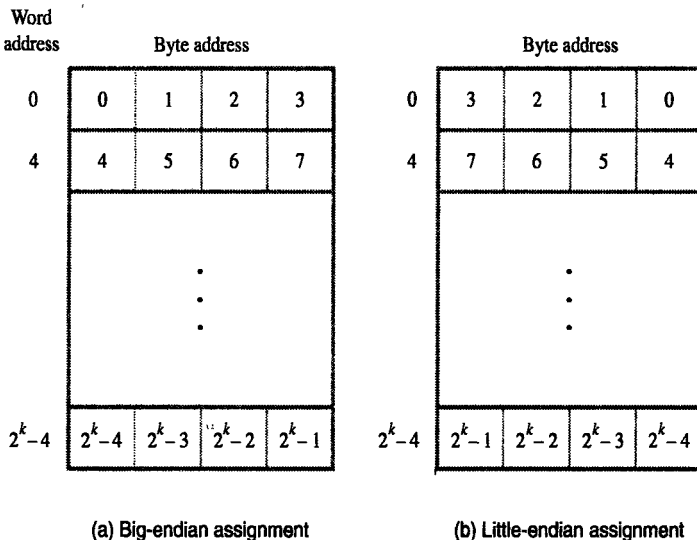 Word
address Byte address Byte address
0 0 1 2 3 0 3 2 1 0
4 4 5 6 7 4 7 6 5 4
2^k−4 2^k−4 2^k−3 2^k−2 2^k−1 2^k−4 2^k−1 2^k−2 2^k−3 2^k−4
(a) Big-endian assignment (b) Little-endian assignment